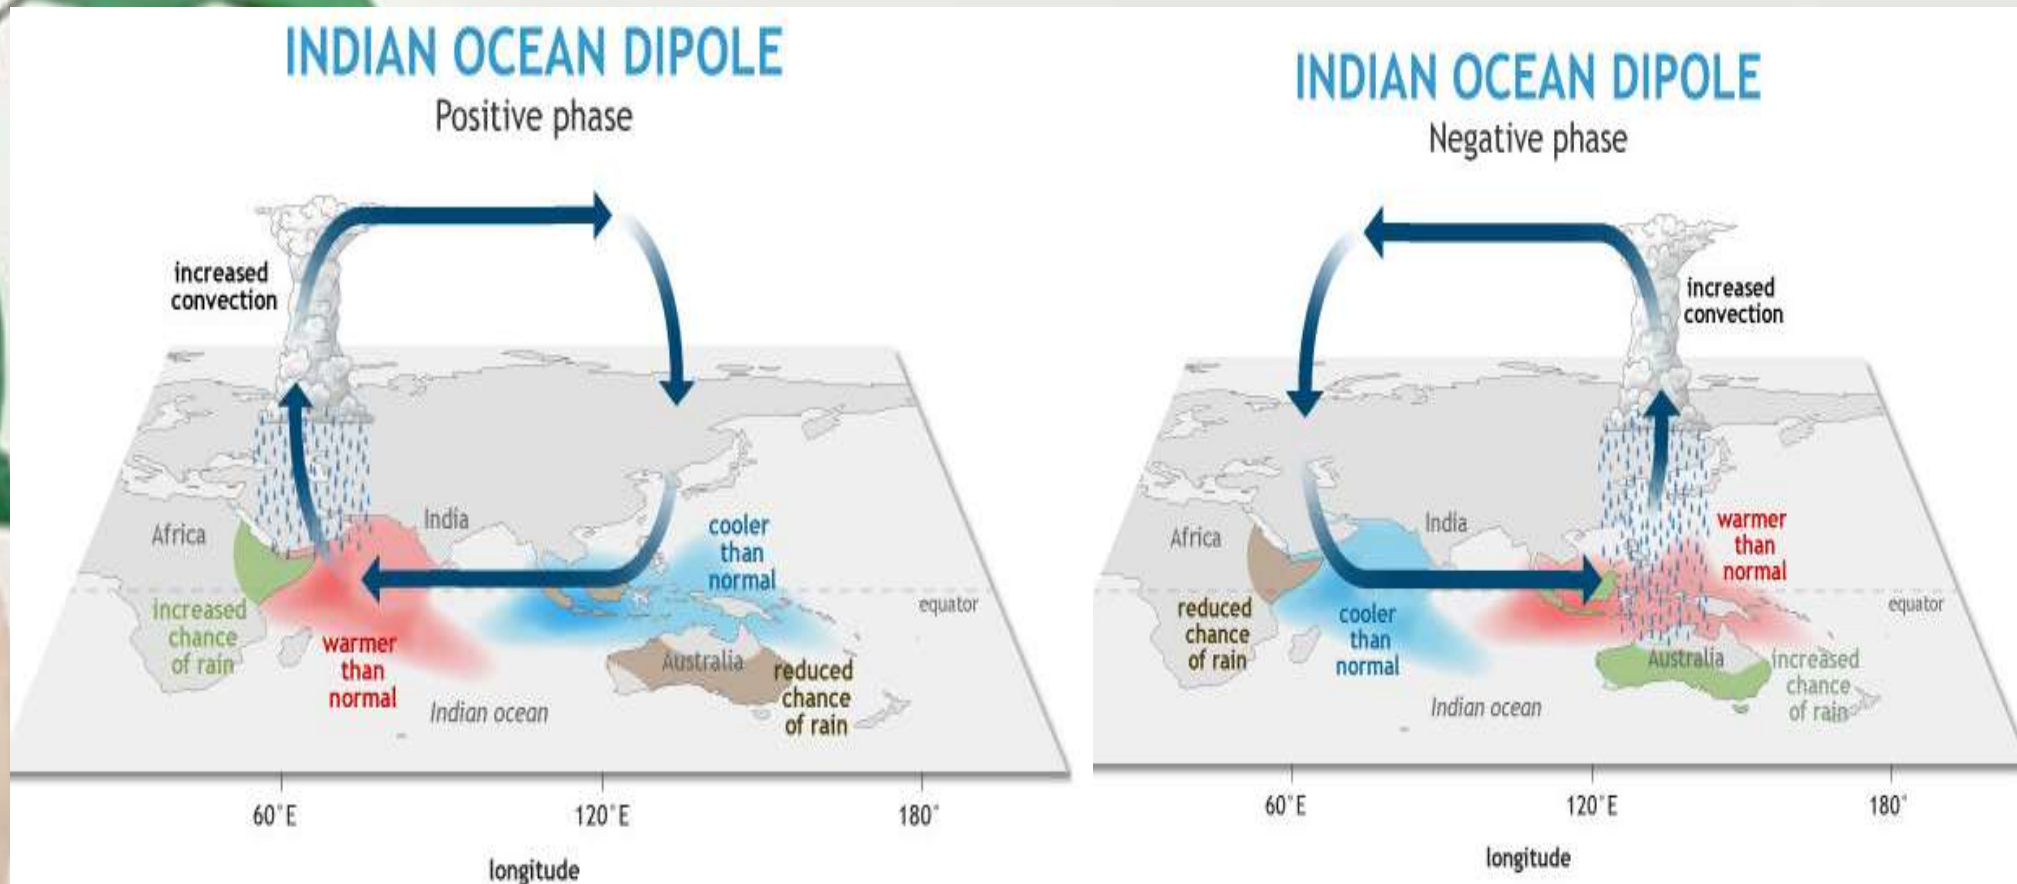 INDIAN OCEAN DIPOLE
Positive phase
increased
convection
Africa
India
cooler
than
normal
equator
increased
chance
of rain
warmer
than
normal
Australia
reduced
chance
of rain
Indian ocean
60°E
120°E
180°
longitude
INDIAN OCEAN DIPOLE
Negative phase
increased
convection
Africa
India
warmer
than
normal
equator
reduced
chance
of rain
cooler
than
normal
Australia
increased
chance
of rain
Indian ocean
60°E
120°E
180°
longitude